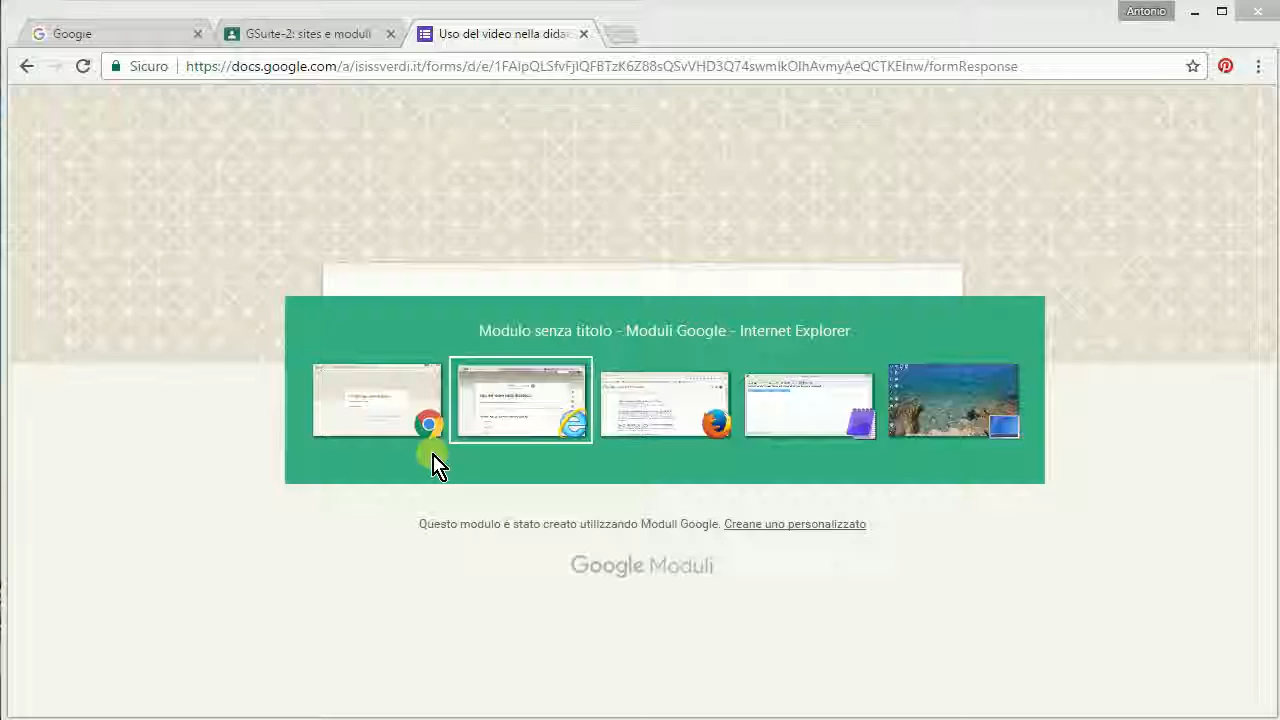 Antonio
Google
GSuite-2: sites e moduli
Uso del video nella dida
Sicuro
https://docs.google.com/a/isissverdi.it/forms/d/e/1FAIpQLSfvFjIQFBTzK6Z88sQSvVHD3Q74swmIkOIhAvmyAeQCTKEInw/formResponse
Modulo senza titolo - Moduli Google - Internet Explorer
Questo modulo è stato creato utilizzando Moduli Google. Creane uno personalizzato
Google Moduli